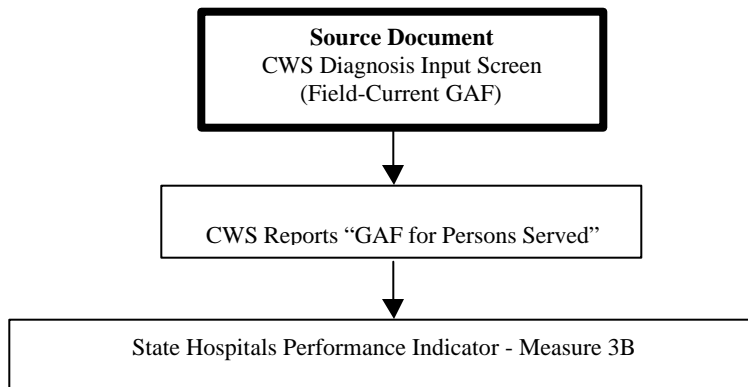 Source Document
CWS Diagnosis Input Screen
(Field-Current GAF)
CWS Reports “GAF for Persons Served”
State Hospitals Performance Indicator - Measure 3B